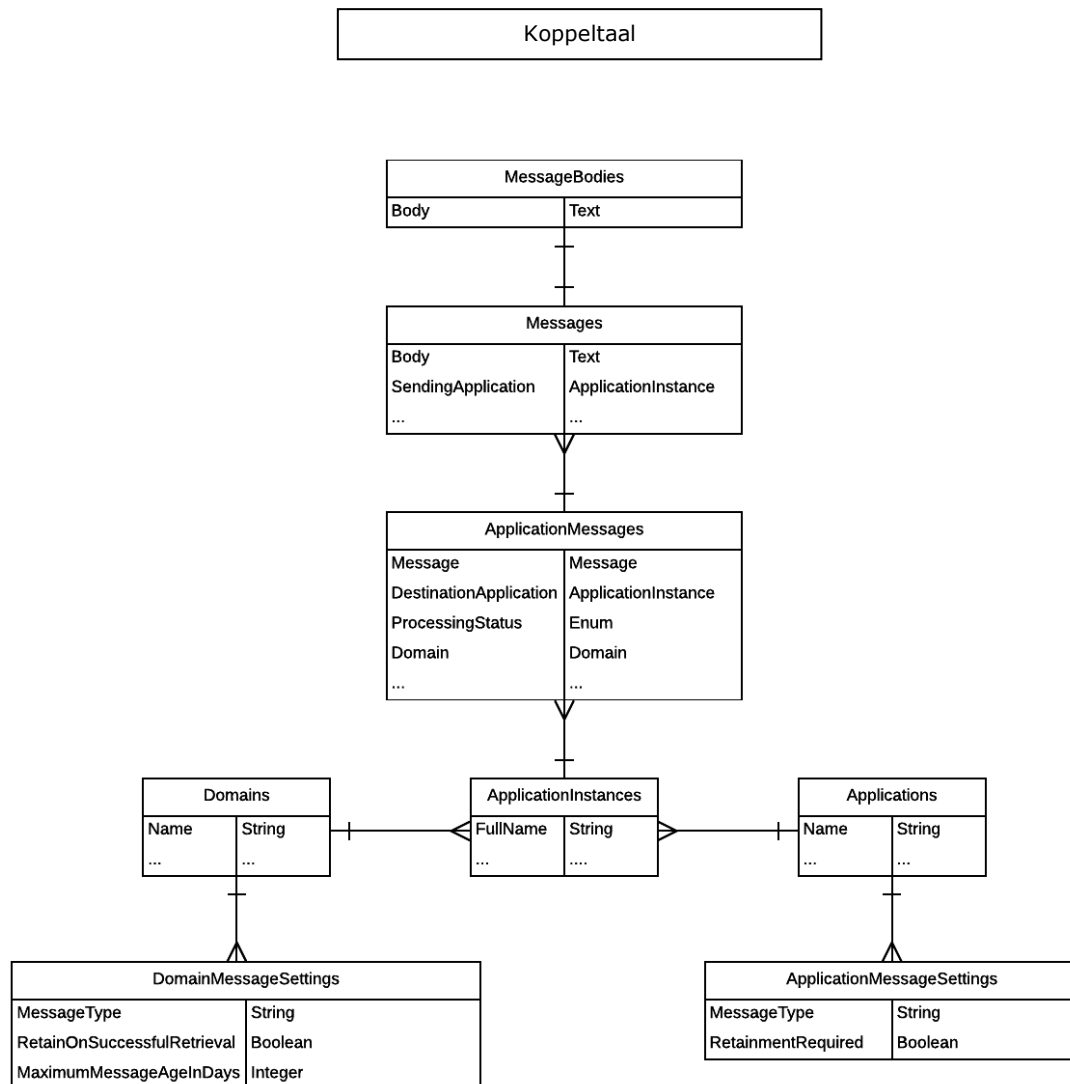 Koppeltaal
MessageBodies
Body Text
Messages
Body Text
SendingApplication ApplicationInstance
... ...
ApplicationMessages
Message Message
DestinationApplication ApplicationInstance
ProcessingStatus Enum
Domain Domain
... ...
Domains
Name String
... ...
ApplicationInstances
FullName String
... ....
Applications
Name String
... ...
DomainMessageSettings
MessageType String
RetainOnSuccessfulRetrieval Boolean
MaximumMessageAgeInDays Integer
ApplicationMessageSettings
MessageType String
RetainmentRequired Boolean